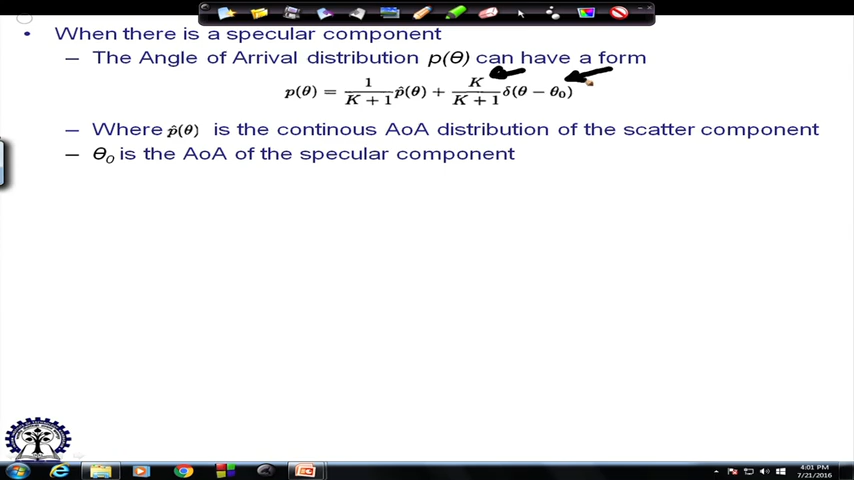 • When there is a specular component
– The Angle of Arrival distribution p(θ) can have a form
p(θ) = 1/(K + 1) p̂(θ) + K/(K + 1) δ(θ − θ₀)
– Where p̂(θ) is the continous AoA distribution of the scatter component
– θ₀ is the AoA of the specular component
4:01 PM
7/21/2016